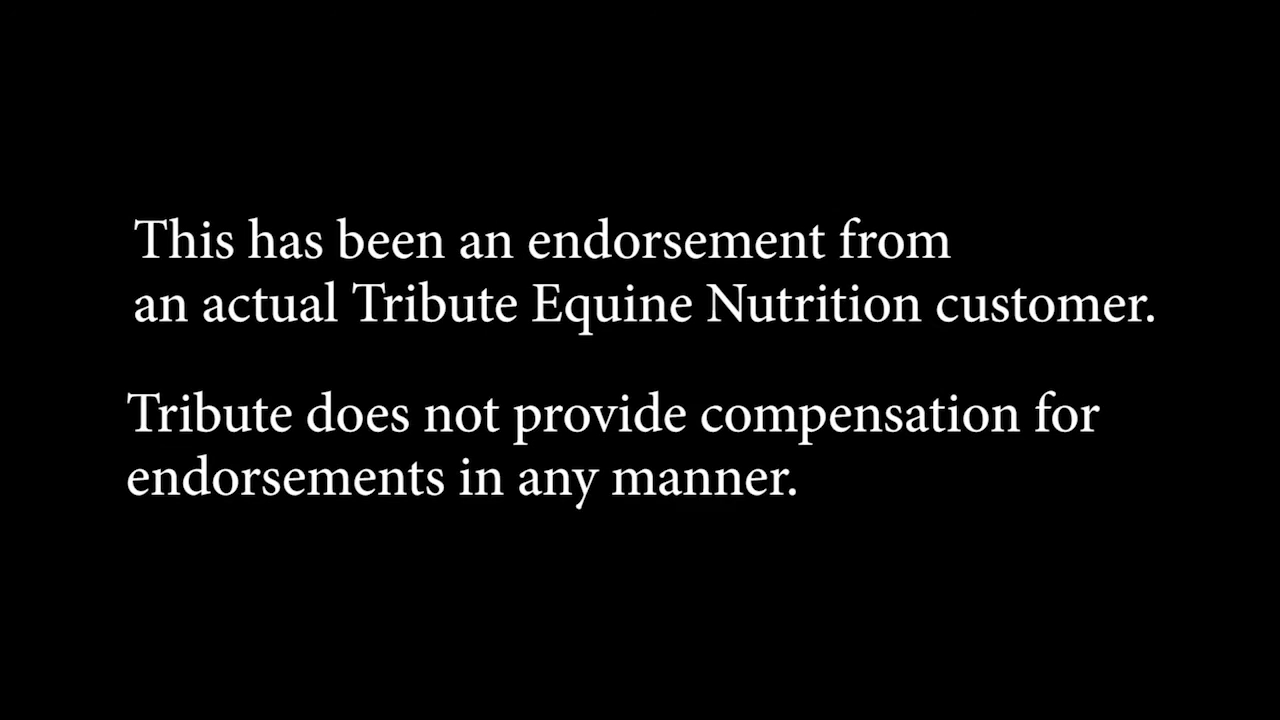 This has been an endorsement from
an actual Tribute Equine Nutrition customer.
Tribute does not provide compensation for
endorsements in any manner.